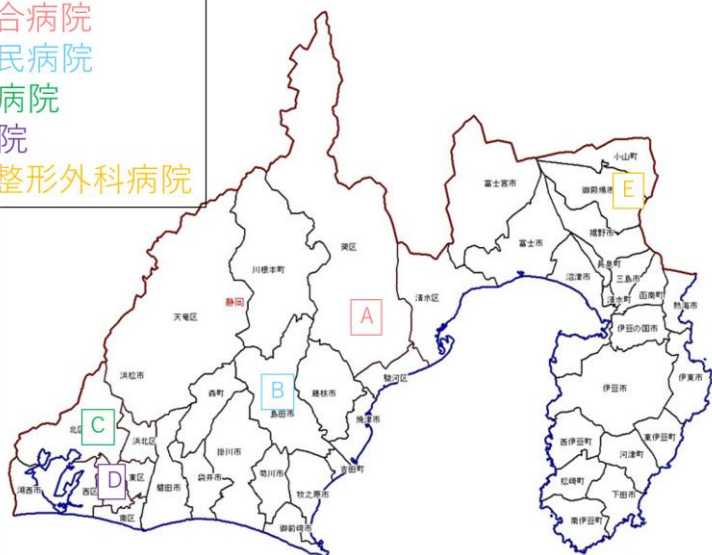 合病院
民病院
病院
院
整形外科病院
小山町
富士宮市
御殿場市
E
裾野市
葵区
富士市
長泉町
川根本町
沼津市
三島市
清水区
清水町
函南町
熱海市
静岡
天竜区
A
伊豆の国市
浜松市
駿河区
伊豆市
伊東市
森町
B
藤枝市
島田市
焼津市
C
北区
浜北区
掛川市
西伊豆町
東伊豆町
河津町
菊川市
吉田町
D
東区
袋井市
湖西市
西区
磐田市
牧之原市
松崎町
下田市
南区
御前崎市
南伊豆町